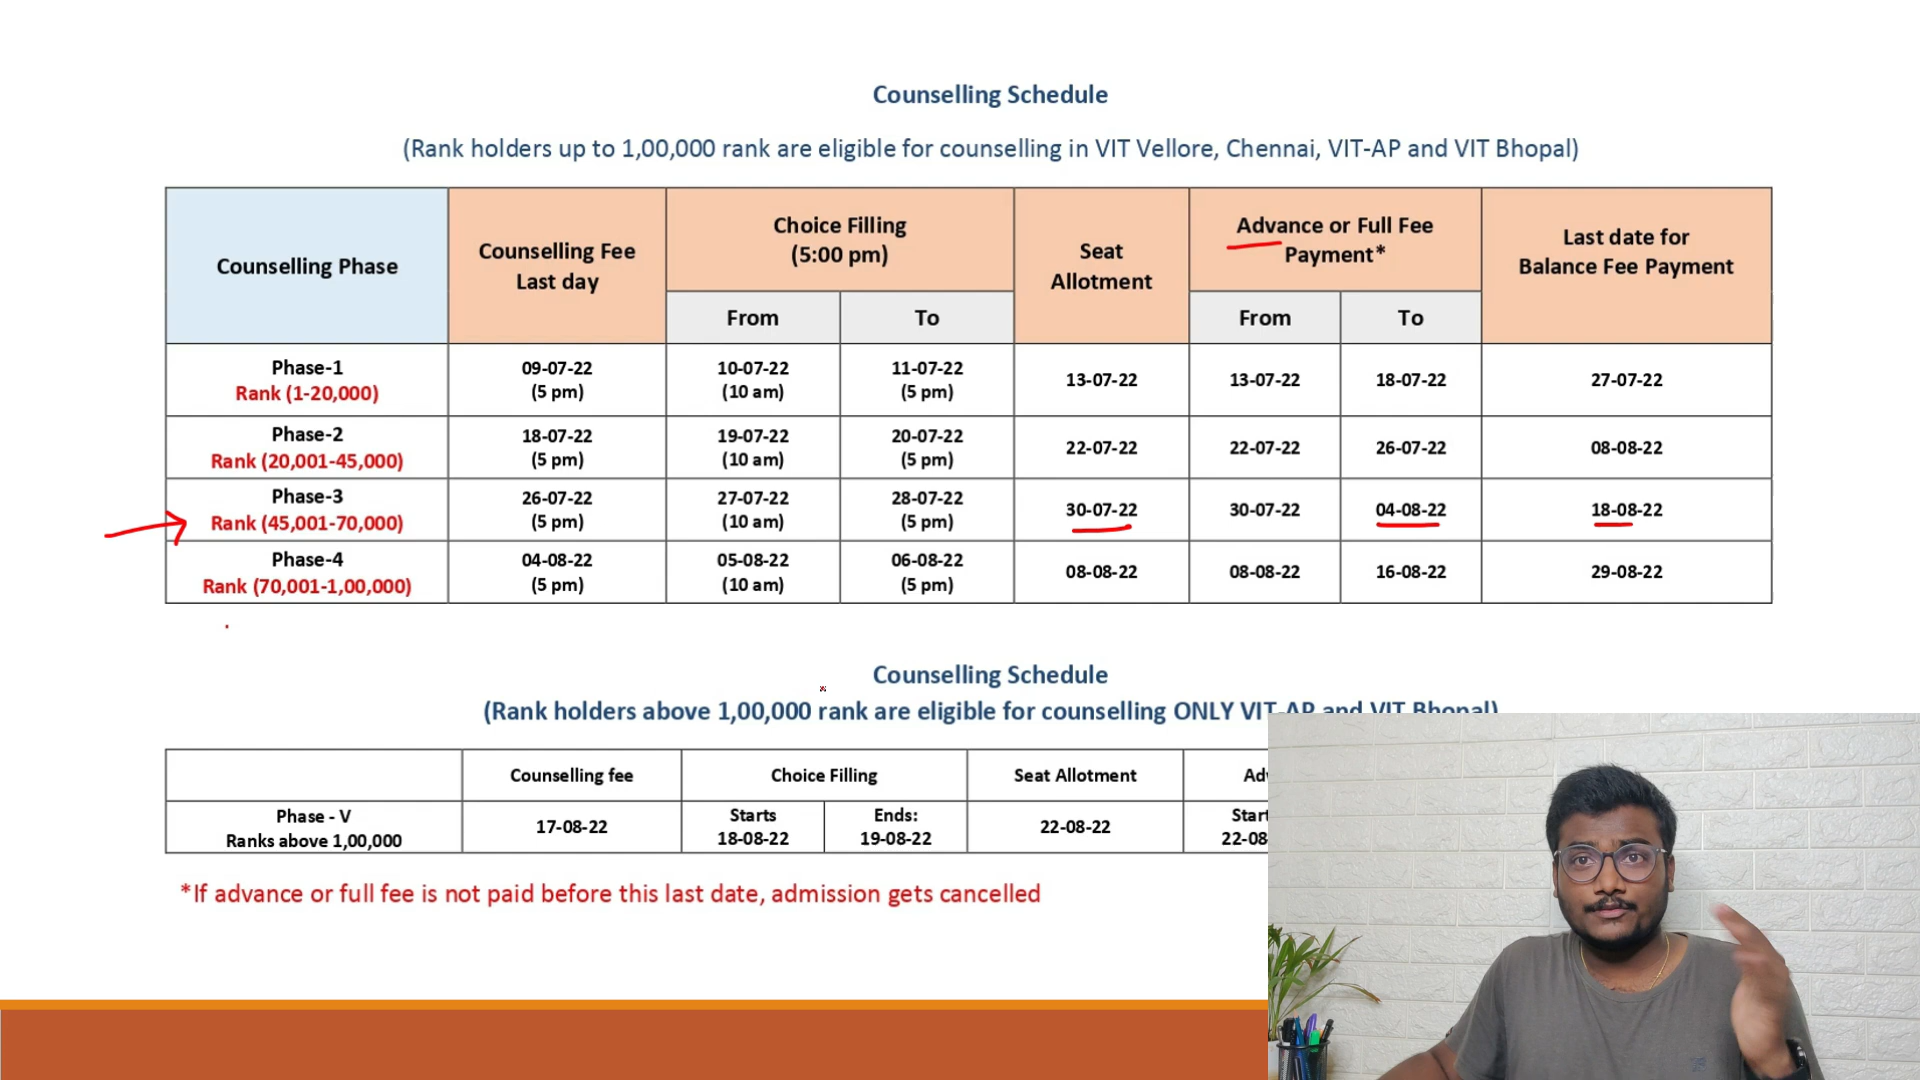 Counselling Schedule
(Rank holders up to 1,00,000 rank are eligible for counselling in VIT Vellore, Chennai, VIT-AP and VIT Bhopal)
Counselling Phase
Counselling Fee
Last day
Choice Filling
(5:00 pm)
Seat
Allotment
Advance or Full Fee
Payment*
Last date for
Balance Fee Payment
From
To
From
To
Phase-1
Rank (1-20,000)
09-07-22
(5 pm)
10-07-22
(10 am)
11-07-22
(5 pm)
13-07-22
13-07-22
18-07-22
27-07-22
Phase-2
Rank (20,001-45,000)
18-07-22
(5 pm)
19-07-22
(10 am)
20-07-22
(5 pm)
22-07-22
22-07-22
26-07-22
08-08-22
Phase-3
Rank (45,001-70,000)
26-07-22
(5 pm)
27-07-22
(10 am)
28-07-22
(5 pm)
30-07-22
30-07-22
04-08-22
18-08-22
Phase-4
Rank (70,001-1,00,000)
04-08-22
(5 pm)
05-08-22
(10 am)
06-08-22
(5 pm)
08-08-22
08-08-22
16-08-22
29-08-22
Counselling Schedule
(Rank holders above 1,00,000 rank are eligible for counselling ONLY VIT-AP and VIT Bhopal)
Counselling fee
Choice Filling
Seat Allotment
Phase - V
Ranks above 1,00,000
17-08-22
Starts
18-08-22
Ends:
19-08-22
22-08-22
*If advance or full fee is not paid before this last date, admission gets cancelled